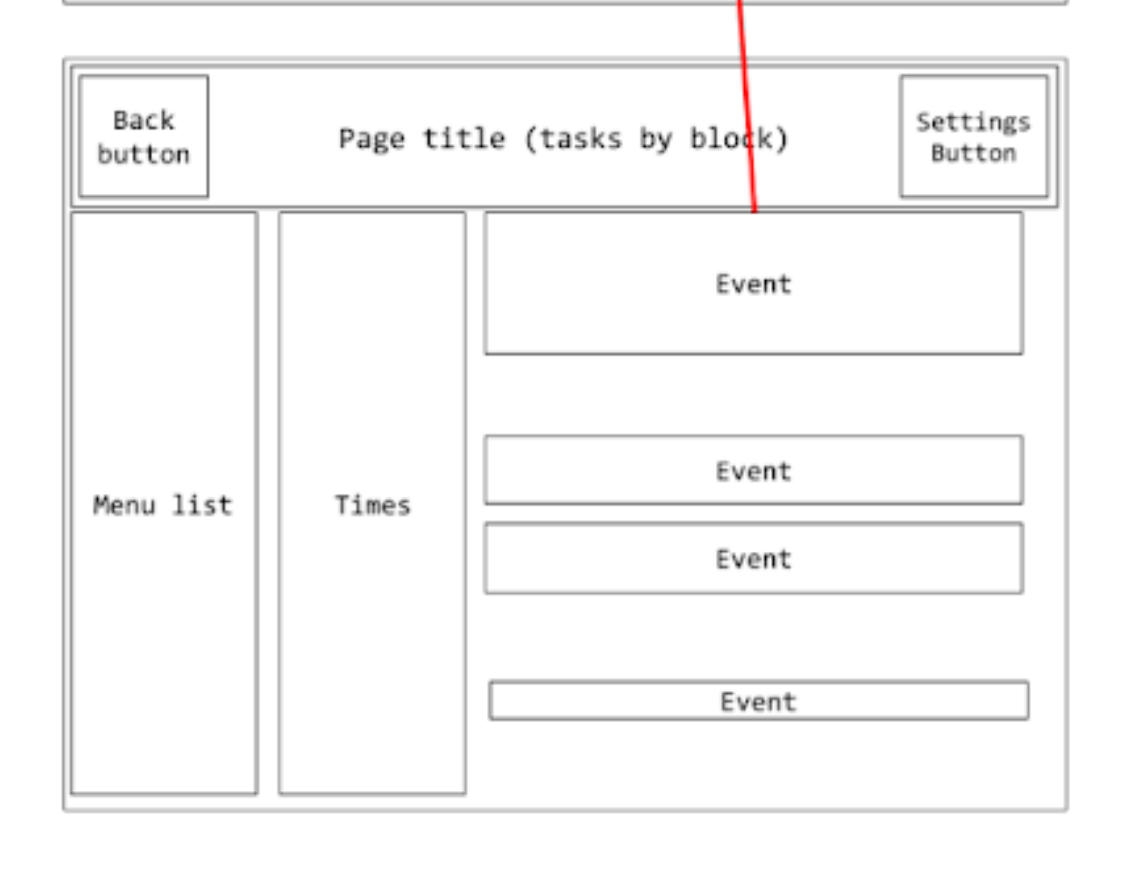 Back
button
Page title (tasks by block)
Settings
Button
Menu list
Times
Event
Event
Event
Event